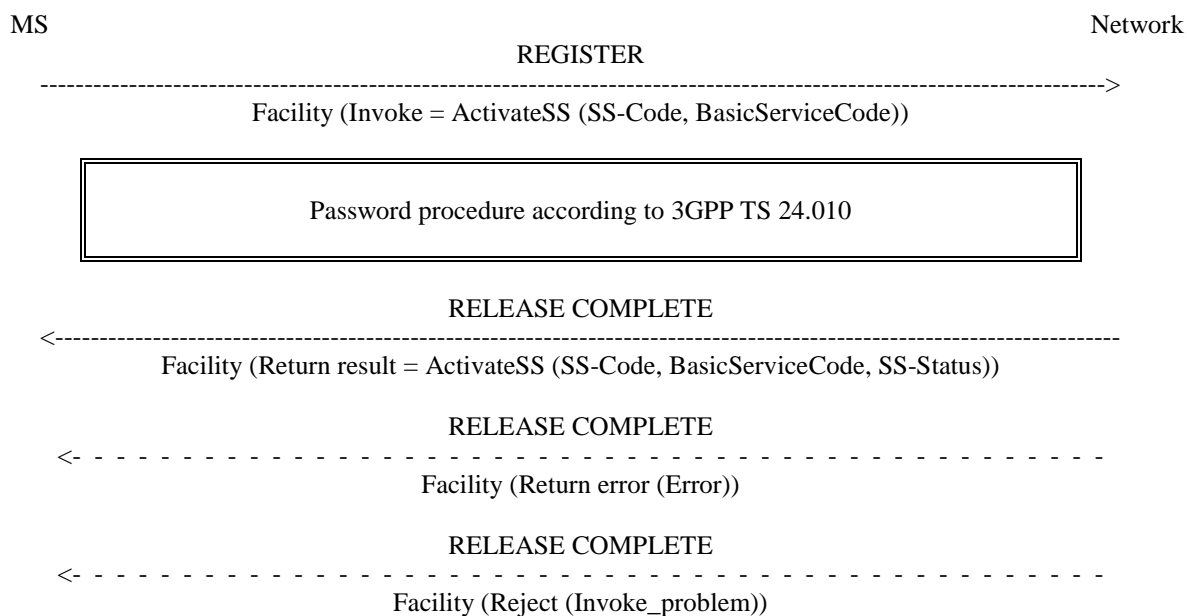 MS Network
REGISTER
Facility (Invoke = ActivateSS (SS-Code, BasicServiceCode))
Password procedure according to 3GPP TS 24.010
RELEASE COMPLETE
Facility (Return result = ActivateSS (SS-Code, BasicServiceCode, SS-Status))
RELEASE COMPLETE
Facility (Return error (Error))
RELEASE COMPLETE
Facility (Reject (Invoke_problem))